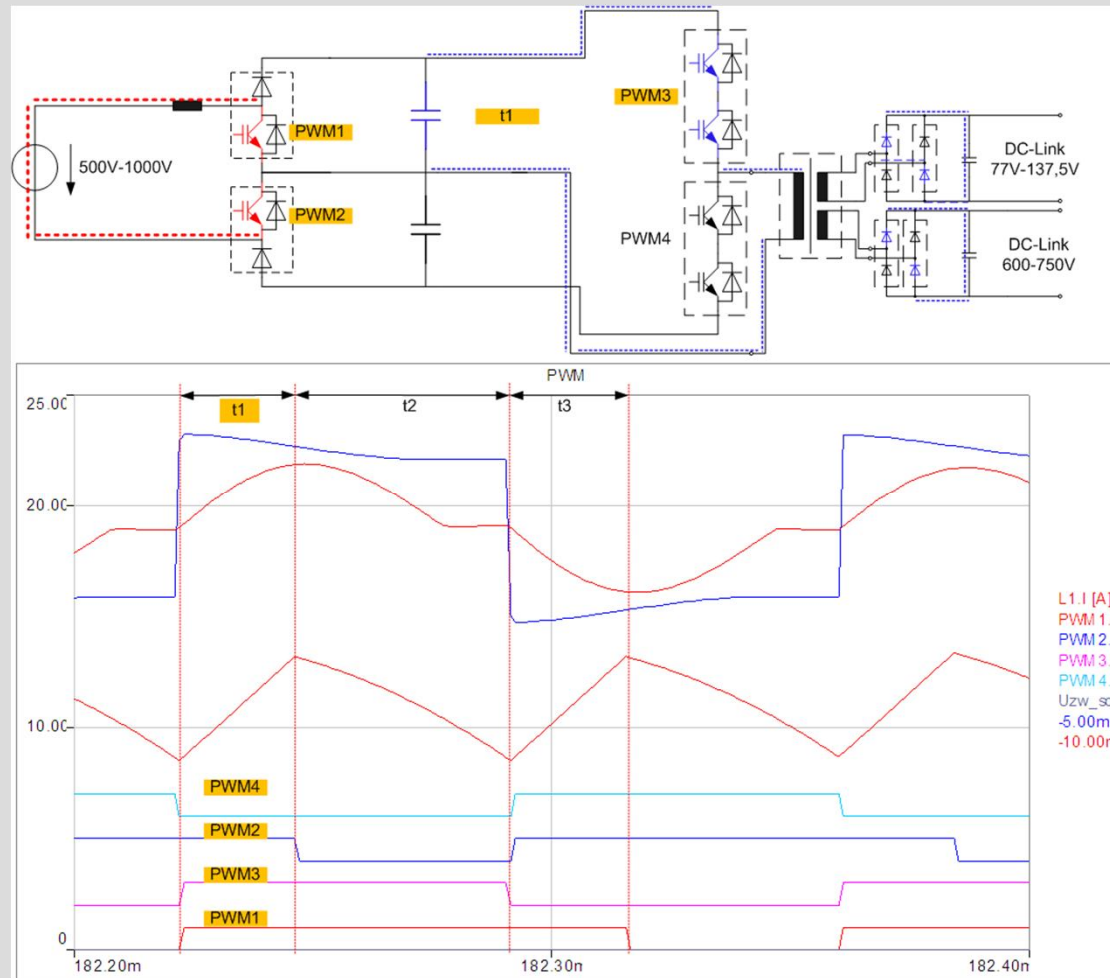 PWM1
PWM2
500V-1000V
t1
PWM3
PWM4
DC-Link
77V-137,5V
DC-Link
600-750V
PWM
t1
t2
t3
25.00
20.00
10.00
0
182.20m
182.30m
182.40m
PWM4
PWM2
PWM3
PWM1
L1.I [A]
PWM 1.
PWM 2.
PWM 3.
PWM 4.
-5.00m